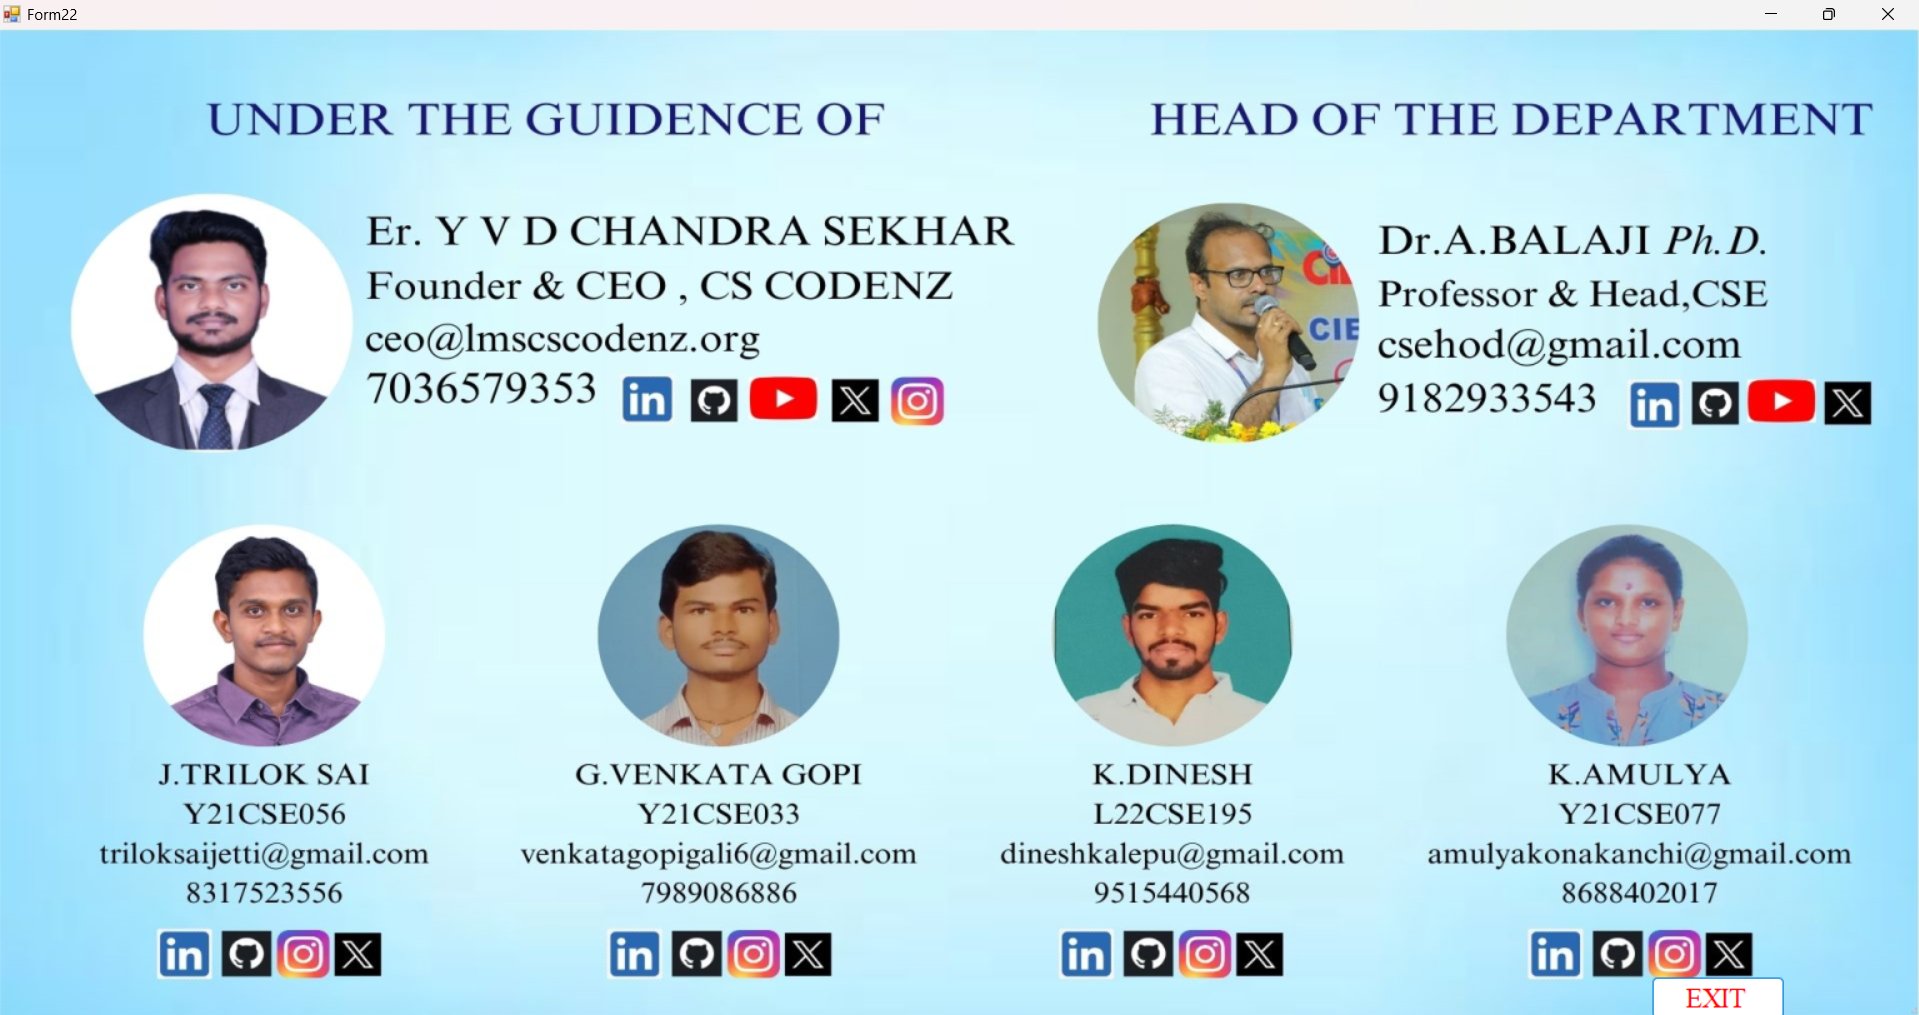 Form22
UNDER THE GUIDENCE OF
Er. Y V D CHANDRA SEKHAR
Founder & CEO , CS CODENZ
ceo@lmscscodenz.org
7036579353
HEAD OF THE DEPARTMENT
CIE
Dr.A.BALAJI Ph.D.
Professor & Head,CSE
csehod@gmail.com
9182933543
J.TRILOK SAI
Y21CSE056
triloksaijetti@gmail.com
8317523556
G.VENKATA GOPI
Y21CSE033
venkatagopigali6@gmail.com
7989086886
K.DINESH
L22CSE195
dineshkalepu@gmail.com
9515440568
K.AMULYA
Y21CSE077
amulyakonakanchi@gmail.com
8688402017
EXIT